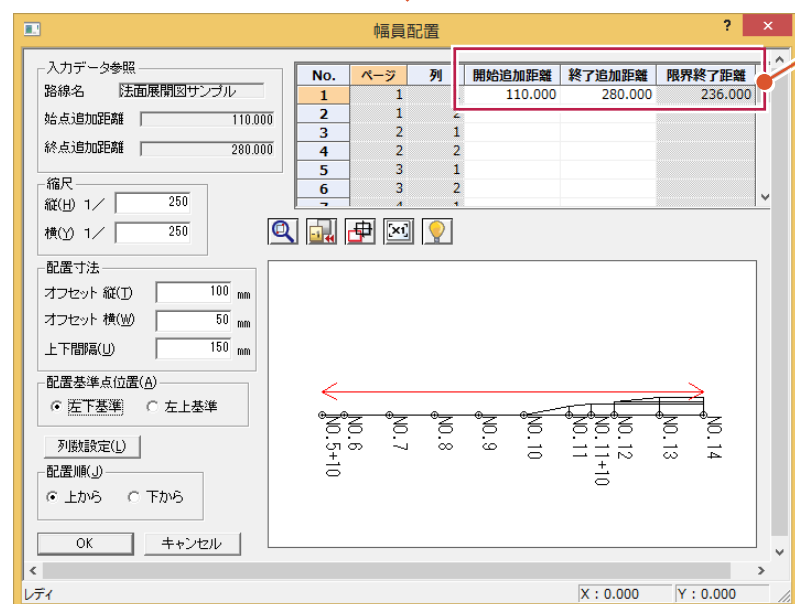 幅員配置
? ×
入力データ参照
路線名 法面展開図サンプル
始点追加距離 110.000
終点追加距離 280.000
縮尺
縦(H) 1/ 250
横(Y) 1/ 250
配置寸法
オフセット 縦(T) 100 mm
オフセット 横(W) 50 mm
上下間隔(U) 150 mm
配置基準点位置(A)
左下基準 左上基準
列数設定(L)
配置順(J)
上から 下から
OK キャンセル
No. ページ 列 開始追加距離 終了追加距離 限界終了距離
1 1 110.000 280.000 236.000
2 1 2
3 2 1
4 2 2
5 3 1
6 3 2
NO.5+10
NO.6
NO.7
NO.8
NO.9
NO.10
NO.11
NO.11+10
NO.12
NO.13
NO.14
レディ X : 0.000 Y : 0.000